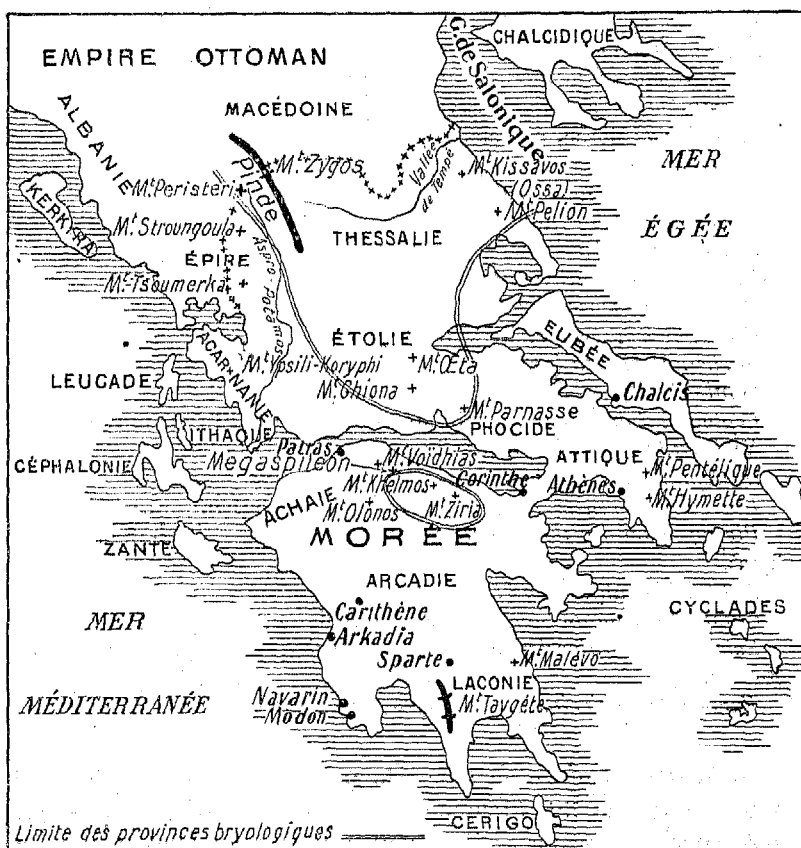 CHALCIDIQUE
G. de Salonique
EMPIRE OTTOMAN
MACÉDOINE
ALBANIE
Pinde
Mt Zygos
Vallée
de Tempé
Mt Kissavos
(Ossa)
MER
ÉGÉE
KERKYRA
Mt Peristeri
Mt Pelion
Mt Stroungoula
THESSALIE
ÉPIRE
Aspro Potamos
Mt Tsoumerka
ÉTOLIE
EUBÉE
ACARNANIE
Mt Ypsili-Koryphi
Mt Œta
LEUCADE
Mt Ghiona
Chalcis
Mt Parnasse
PHOCIDE
ITHAQUE
Patras
Megaspileon
Mt Voïdhias
CÉPHALONIE
ATTIQUE
Mt Pentélique
Mt Khelmos
Corinthe
Athènes
Mt Hymette
ACHAIE
Mt Olonos
Mt Ziria
ZANTE
MORÉE
ARCADIE
CYCLADES
Carithène
MER
Arkadia
Sparte
Mt Malévo
LACONIE
MÉDITERRANÉE
Navarin
Mt Taygète
Modon
CERIGO
Limite des provinces bryologiques